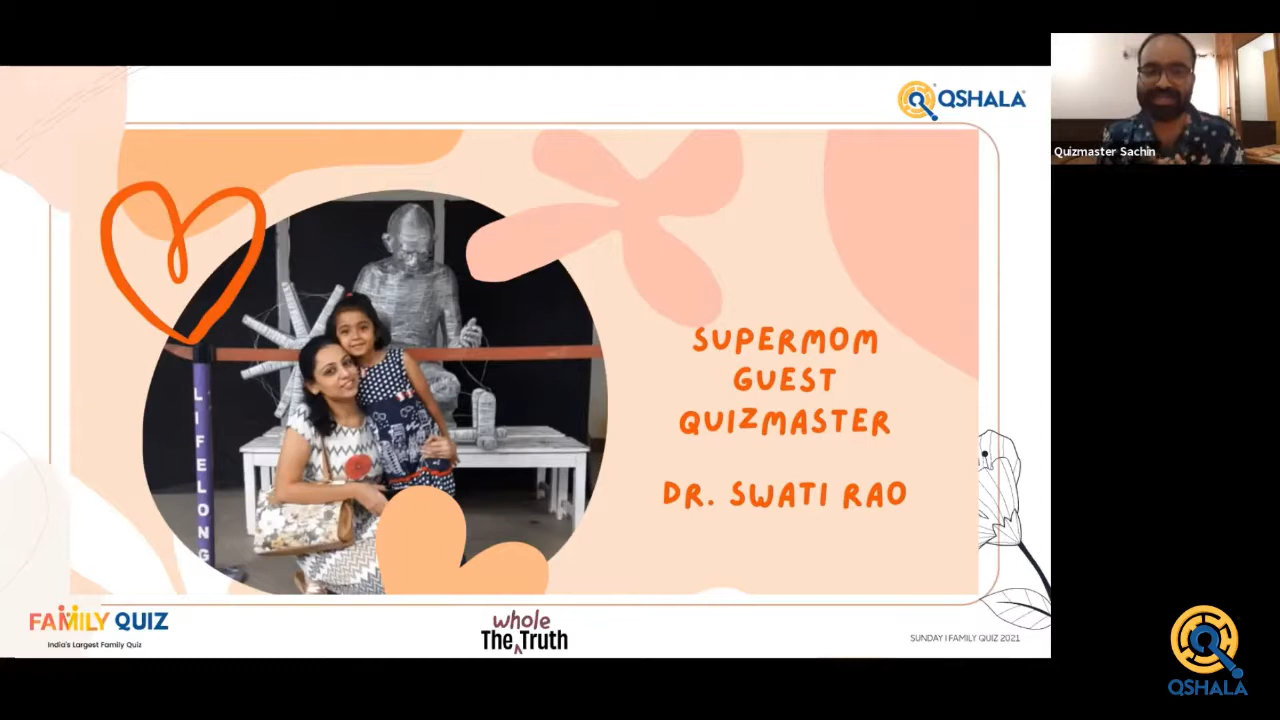 QSHALA
Quizmaster Sachin
SUPERMOM
GUEST
QUIZMASTER
DR. SWATI RAO
LIFELONG
FAMILY QUIZ
India's Largest Family Quiz
The whole Truth
SUNDAY | FAMILY QUIZ 2021
QSHALA